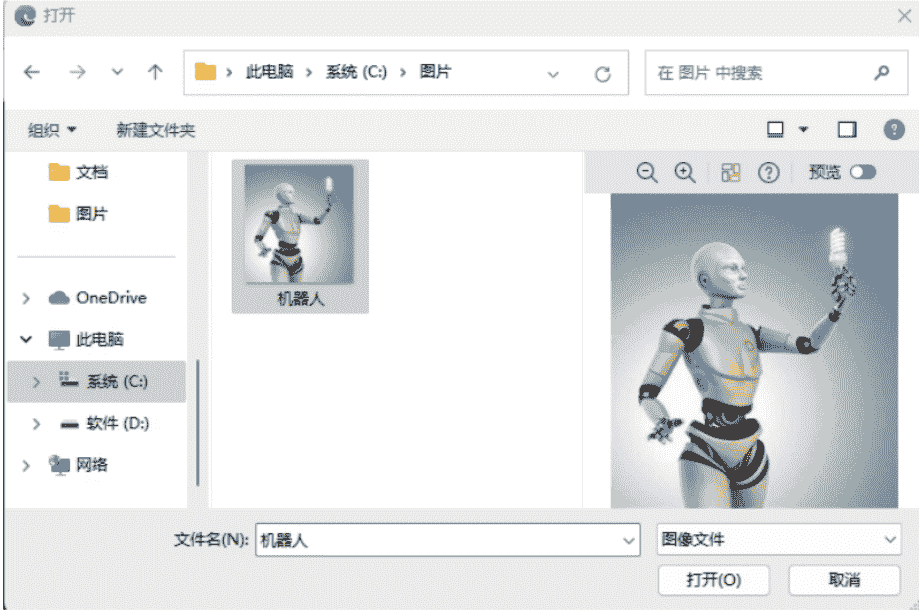 打开
此电脑 系统 (C:) 图片
在 图片 中搜索
组织 新建文件夹
预览
文档
图片
OneDrive
此电脑
系统 (C:)
软件 (D:)
网络
机器人
文件名(N): 机器人 图像文件
打开(O) 取消